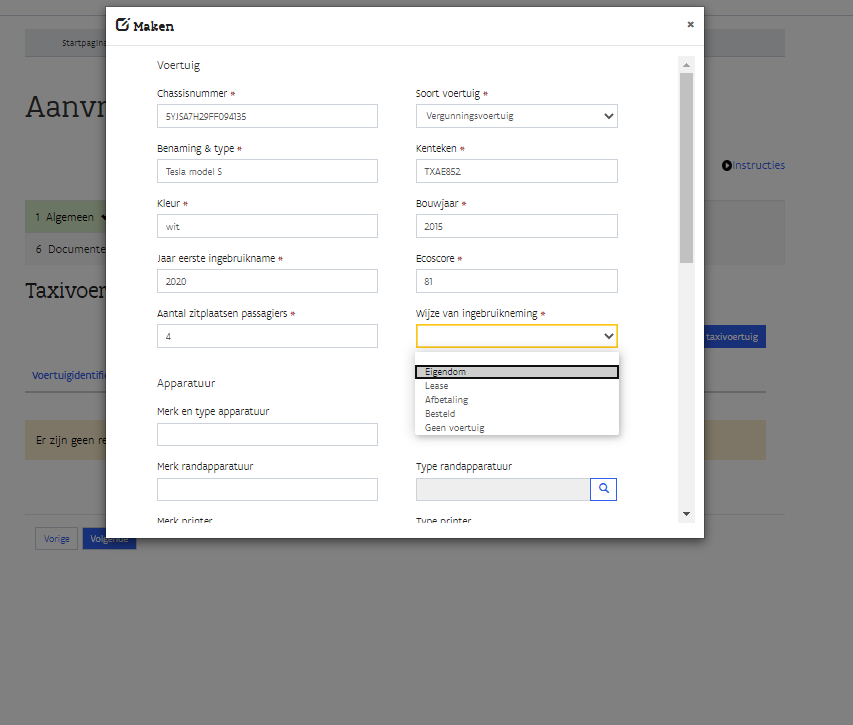 Maken
×
Startpagina
Voertuig
Chassisnummer *
Soort voertuig *
5YJSA7H29FF094135
Vergunningsvoertuig
Benaming & type *
Kenteken *
Tesla model S
TXAE852
Instructies
Kleur *
Bouwjaar *
wit
2015
1 Algemeen
6 Documente
Jaar eerste ingebruikname *
Ecoscore *
2020
81
Taxivoer
Aantal zitplaatsen passagiers *
Wijze van ingebruikneming *
4
taxivoertuig
Eigendom
Lease
Afbetaling
Besteld
Geen voertuig
Voertuigidentifi
Apparatuur
Merk en type apparatuur
Er zijn geen re
Merk randapparatuur
Type randapparatuur
Merk printer
Type printer
Vorige
Volgende